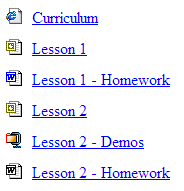 Curriculum
Lesson 1
Lesson 1 - Homework
Lesson 2
Lesson 2 - Demos
Lesson 2 - Homework